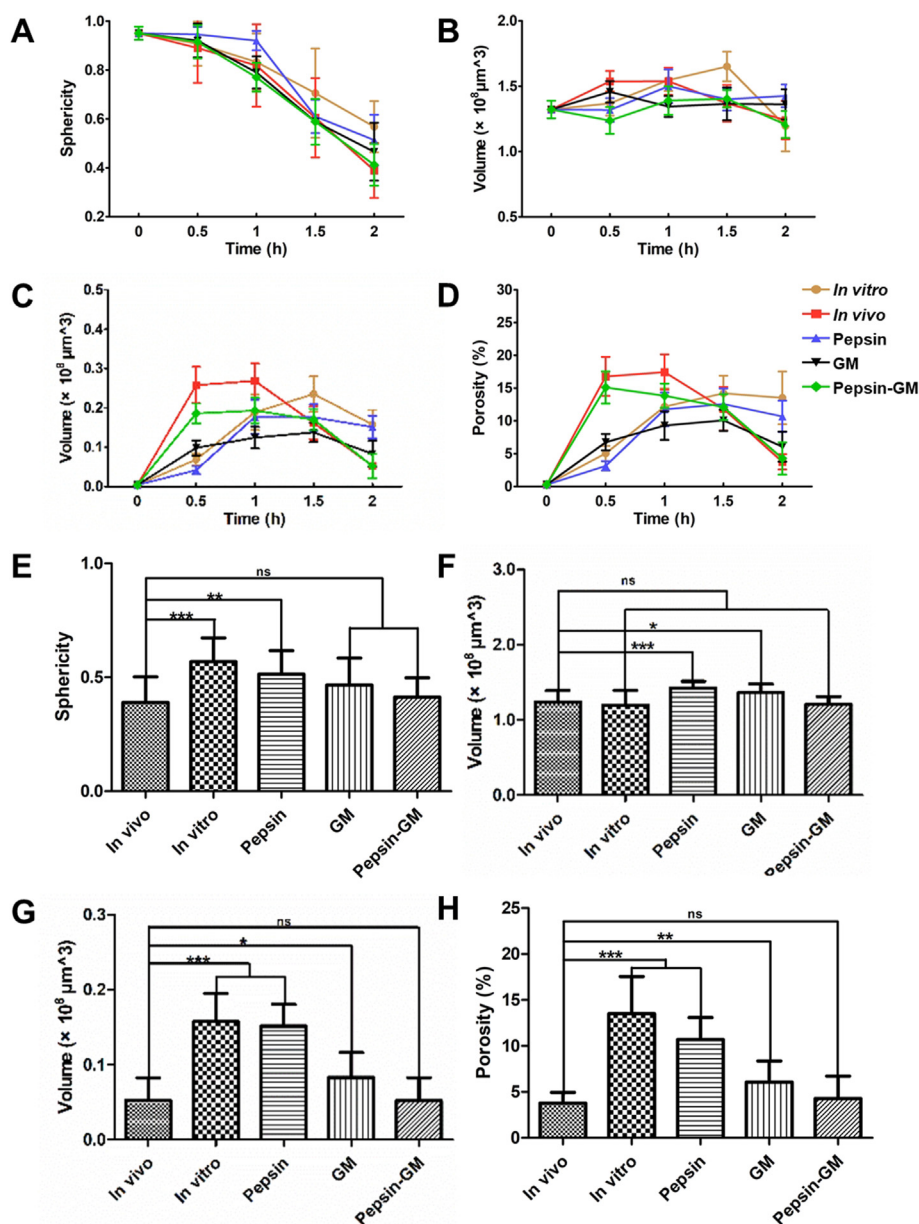 A
Sphericity
1.0
0.8
0.6
0.4
0.2
0 0.5 1 1.5 2
Time (h)
B
Volume (× 10⁸ µm^3)
2.0
1.5
1.0
0.5
0 0.5 1 1.5 2
Time (h)
C
Volume (× 10⁸ µm^3)
0.5
0.4
0.3
0.2
0.1
0.0
0 0.5 1 1.5 2
Time (h)
D
Porosity (%)
30
25
20
15
10
5
0
0 0.5 1 1.5 2
Time (h)
In vitro
In vivo
Pepsin
GM
Pepsin-GM
E
Sphericity
1.0
0.5
0.0
ns
**
***
In vivo
In vitro
Pepsin
GM
Pepsin-GM
F
Volume (× 10⁸ µm^3)
3.0
2.0
1.0
0.0
ns
*
***
In vivo
In vitro
Pepsin
GM
Pepsin-GM
G
Volume (× 10⁸ µm^3)
0.3
0.2
0.1
0.0
ns
*
***
In vivo
In vitro
Pepsin
GM
Pepsin-GM
H
Porosity (%)
25
20
15
10
5
0
ns
**
***
In vivo
In vitro
Pepsin
GM
Pepsin-GM